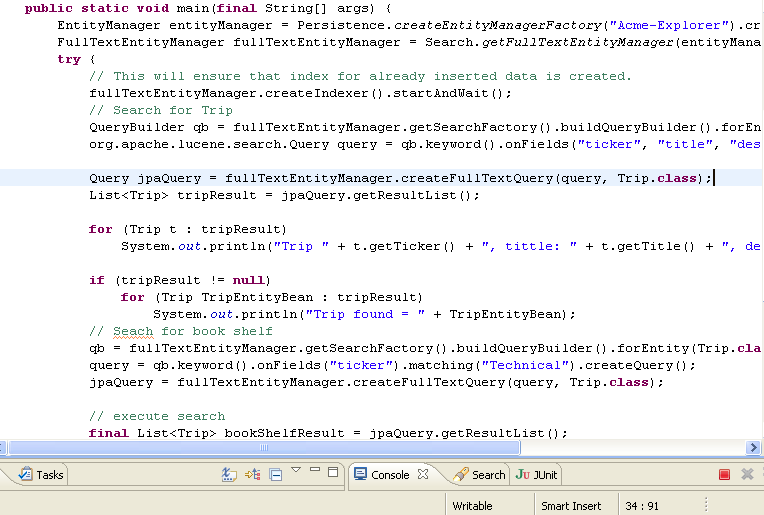 public static void main(final String[] args) {
EntityManager entityManager = Persistence.createEntityManagerFactory("Acme-Explorer").cr
FullTextEntityManager fullTextEntityManager = Search.getFullTextEntityManager(entityMana
try {
// This will ensure that index for already inserted data is created.
fullTextEntityManager.createIndexer().startAndWait();
// Search for Trip
QueryBuilder qb = fullTextEntityManager.getSearchFactory().buildQueryBuilder().forEn
org.apache.lucene.search.Query query = qb.keyword().onFields("ticker", "title", "des
Query jpaQuery = fullTextEntityManager.createFullTextQuery(query, Trip.class);
List<Trip> tripResult = jpaQuery.getResultList();
for (Trip t : tripResult)
System.out.println("Trip " + t.getTicker() + ", tittle: " + t.getTitle() + ", de
if (tripResult != null)
for (Trip TripEntityBean : tripResult)
System.out.println("Trip found = " + TripEntityBean);
// Seach for book shelf
qb = fullTextEntityManager.getSearchFactory().buildQueryBuilder().forEntity(Trip.cla
query = qb.keyword().onFields("ticker").matching("Technical").createQuery();
jpaQuery = fullTextEntityManager.createFullTextQuery(query, Trip.class);
// execute search
final List<Trip> bookShelfResult = jpaQuery.getResultList();
Tasks Console Search JUnit
Writable Smart Insert 34 : 91